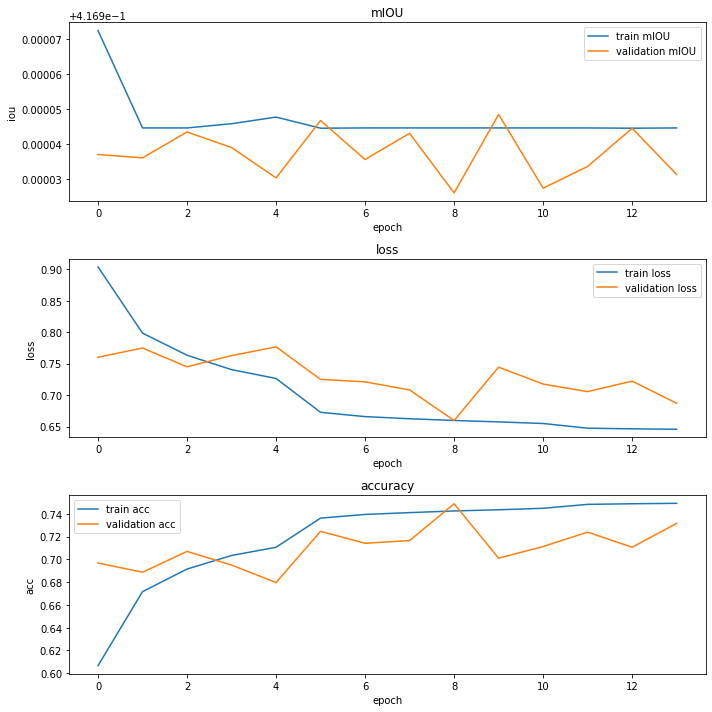 mIOU
+4.169e−1
0.00007
0.00006
0.00005
0.00004
0.00003
iou
train mIOU
validation mIOU
0 2 4 6 8 10 12
epoch
loss
0.90
0.85
0.80
0.75
0.70
0.65
loss
train loss
validation loss
0 2 4 6 8 10 12
epoch
accuracy
0.74
0.72
0.70
0.68
0.66
0.64
0.62
0.60
acc
train acc
validation acc
0 2 4 6 8 10 12
epoch